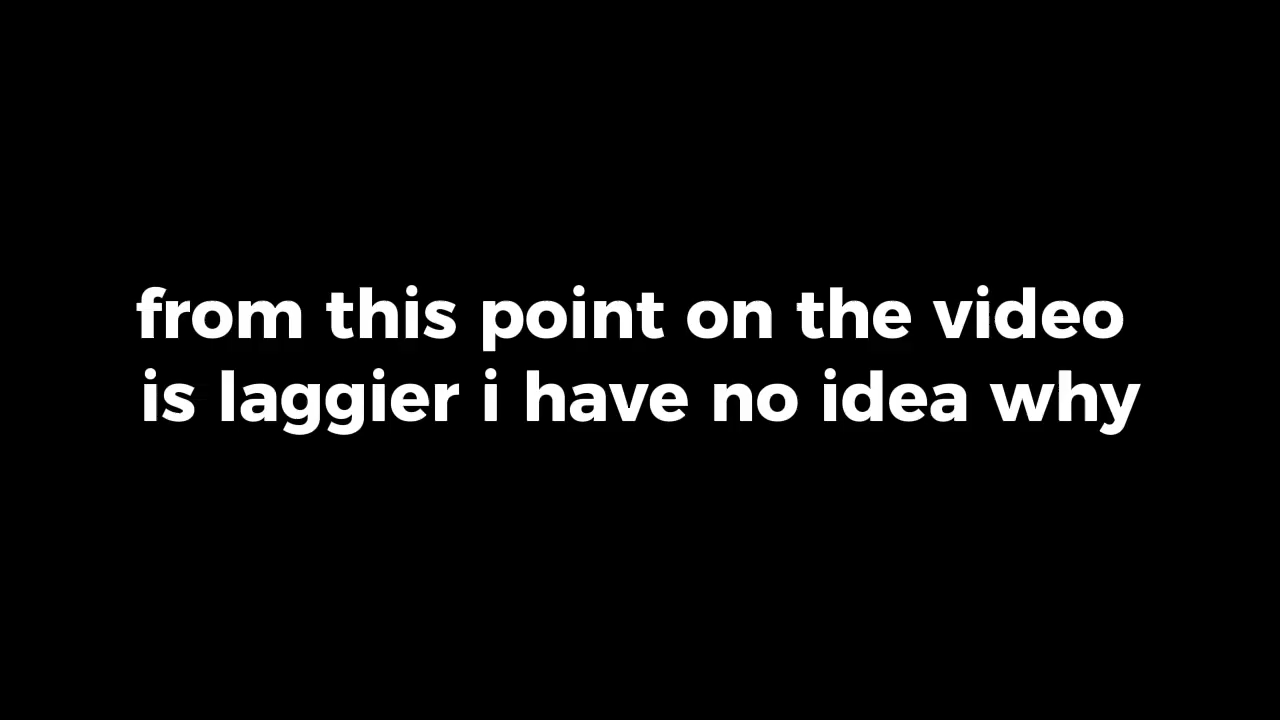 from this point on the video
is laggier i have no idea why